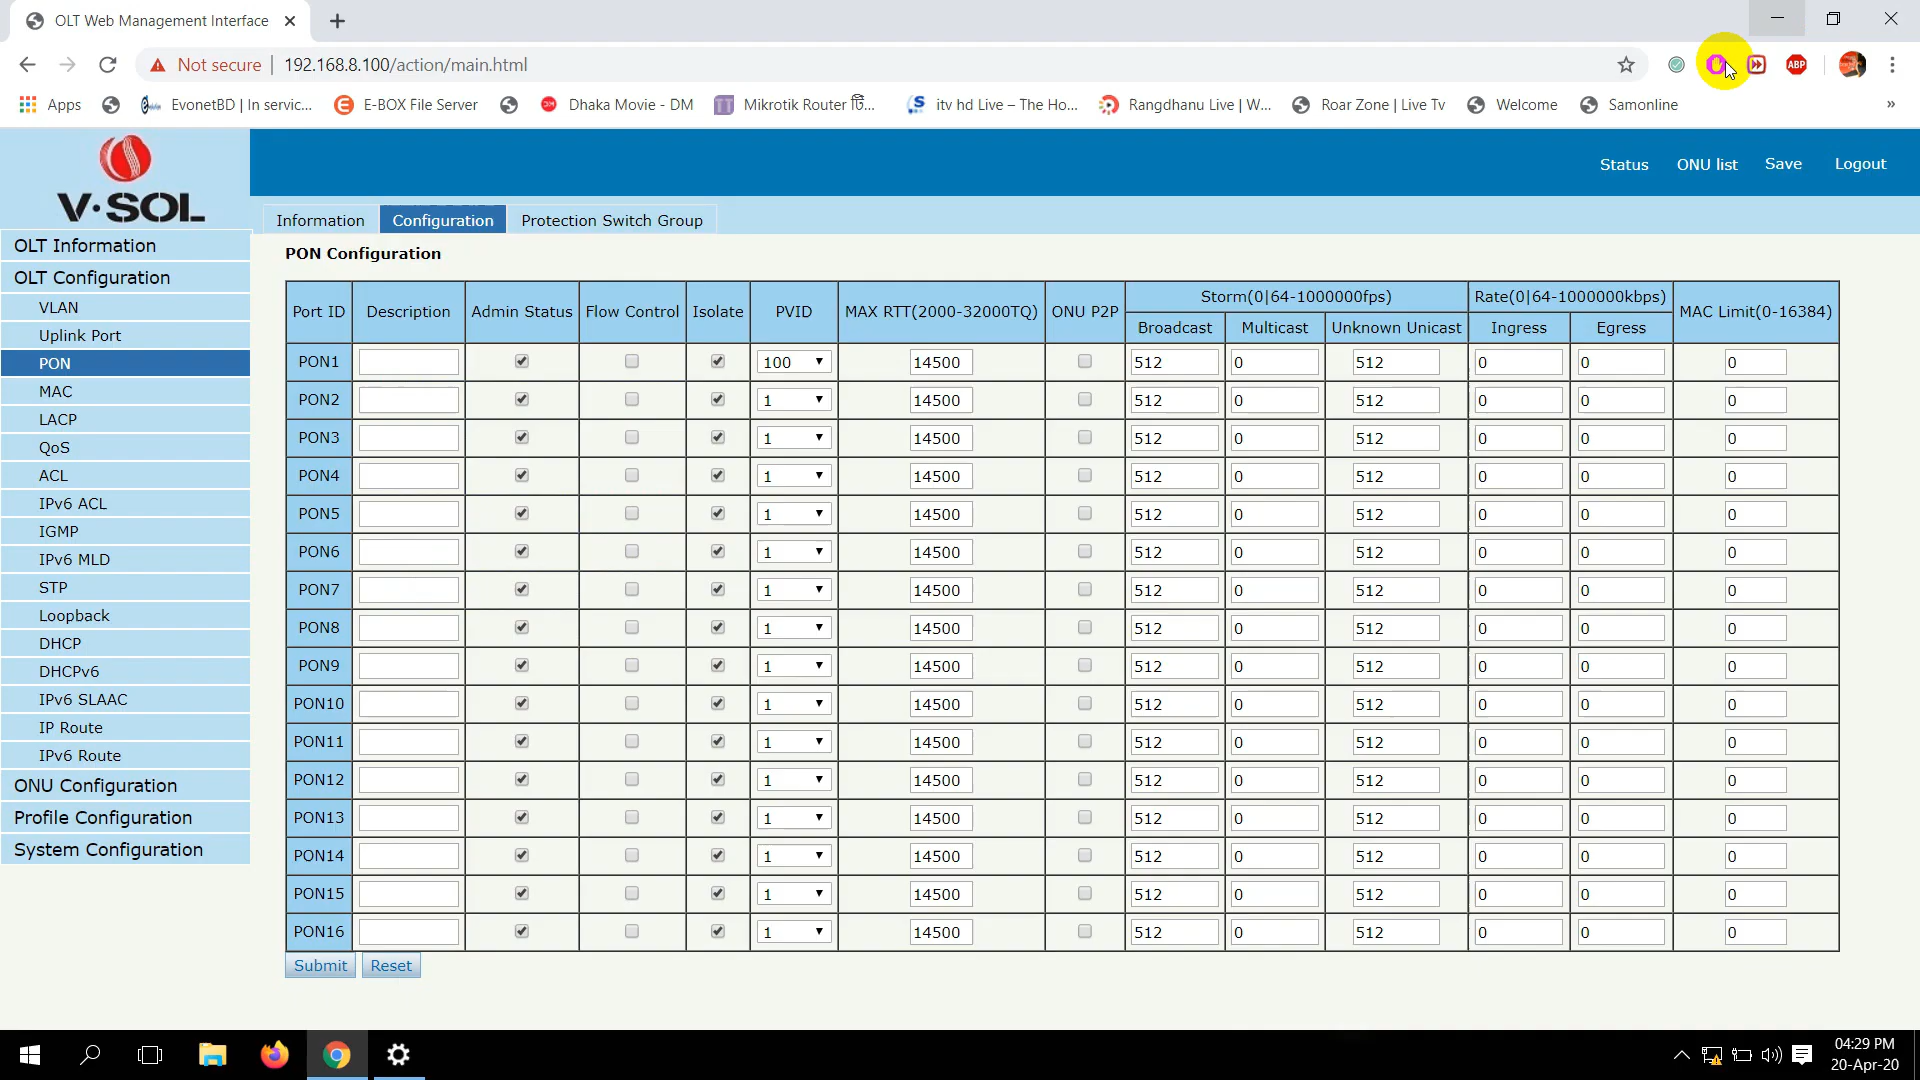 OLT Web Management Interface
Not secure 192.168.8.100/action/main.html
ABP
Apps EvonetBD | In servic... E-BOX File Server DM Dhaka Movie - DM Mikrotik Router itv hd Live – The Ho... Rangdhanu Live | W... Roar Zone | Live Tv Welcome Samonline »
V·SOL
Status ONU list Save Logout
Information Configuration Protection Switch Group
OLT Information
OLT Configuration
VLAN
Uplink Port
PON
MAC
LACP
QoS
ACL
IPv6 ACL
IGMP
IPv6 MLD
STP
Loopback
DHCP
DHCPv6
IPv6 SLAAC
IP Route
IPv6 Route
ONU Configuration
Profile Configuration
System Configuration
PON Configuration
Port ID Description Admin Status Flow Control Isolate PVID MAX RTT(2000-32000TQ) ONU P2P Storm(0|64-1000000fps) Rate(0|64-1000000kbps) MAC Limit(0-16384)
Broadcast Multicast Unknown Unicast Ingress Egress
PON1 100 14500 512 0 512 0 0 0
PON2 1 14500 512 0 512 0 0 0
PON3 1 14500 512 0 512 0 0 0
PON4 1 14500 512 0 512 0 0 0
PON5 1 14500 512 0 512 0 0 0
PON6 1 14500 512 0 512 0 0 0
PON7 1 14500 512 0 512 0 0 0
PON8 1 14500 512 0 512 0 0 0
PON9 1 14500 512 0 512 0 0 0
PON10 1 14500 512 0 512 0 0 0
PON11 1 14500 512 0 512 0 0 0
PON12 1 14500 512 0 512 0 0 0
PON13 1 14500 512 0 512 0 0 0
PON14 1 14500 512 0 512 0 0 0
PON15 1 14500 512 0 512 0 0 0
PON16 1 14500 512 0 512 0 0 0
Submit Reset
04:29 PM
20-Apr-20